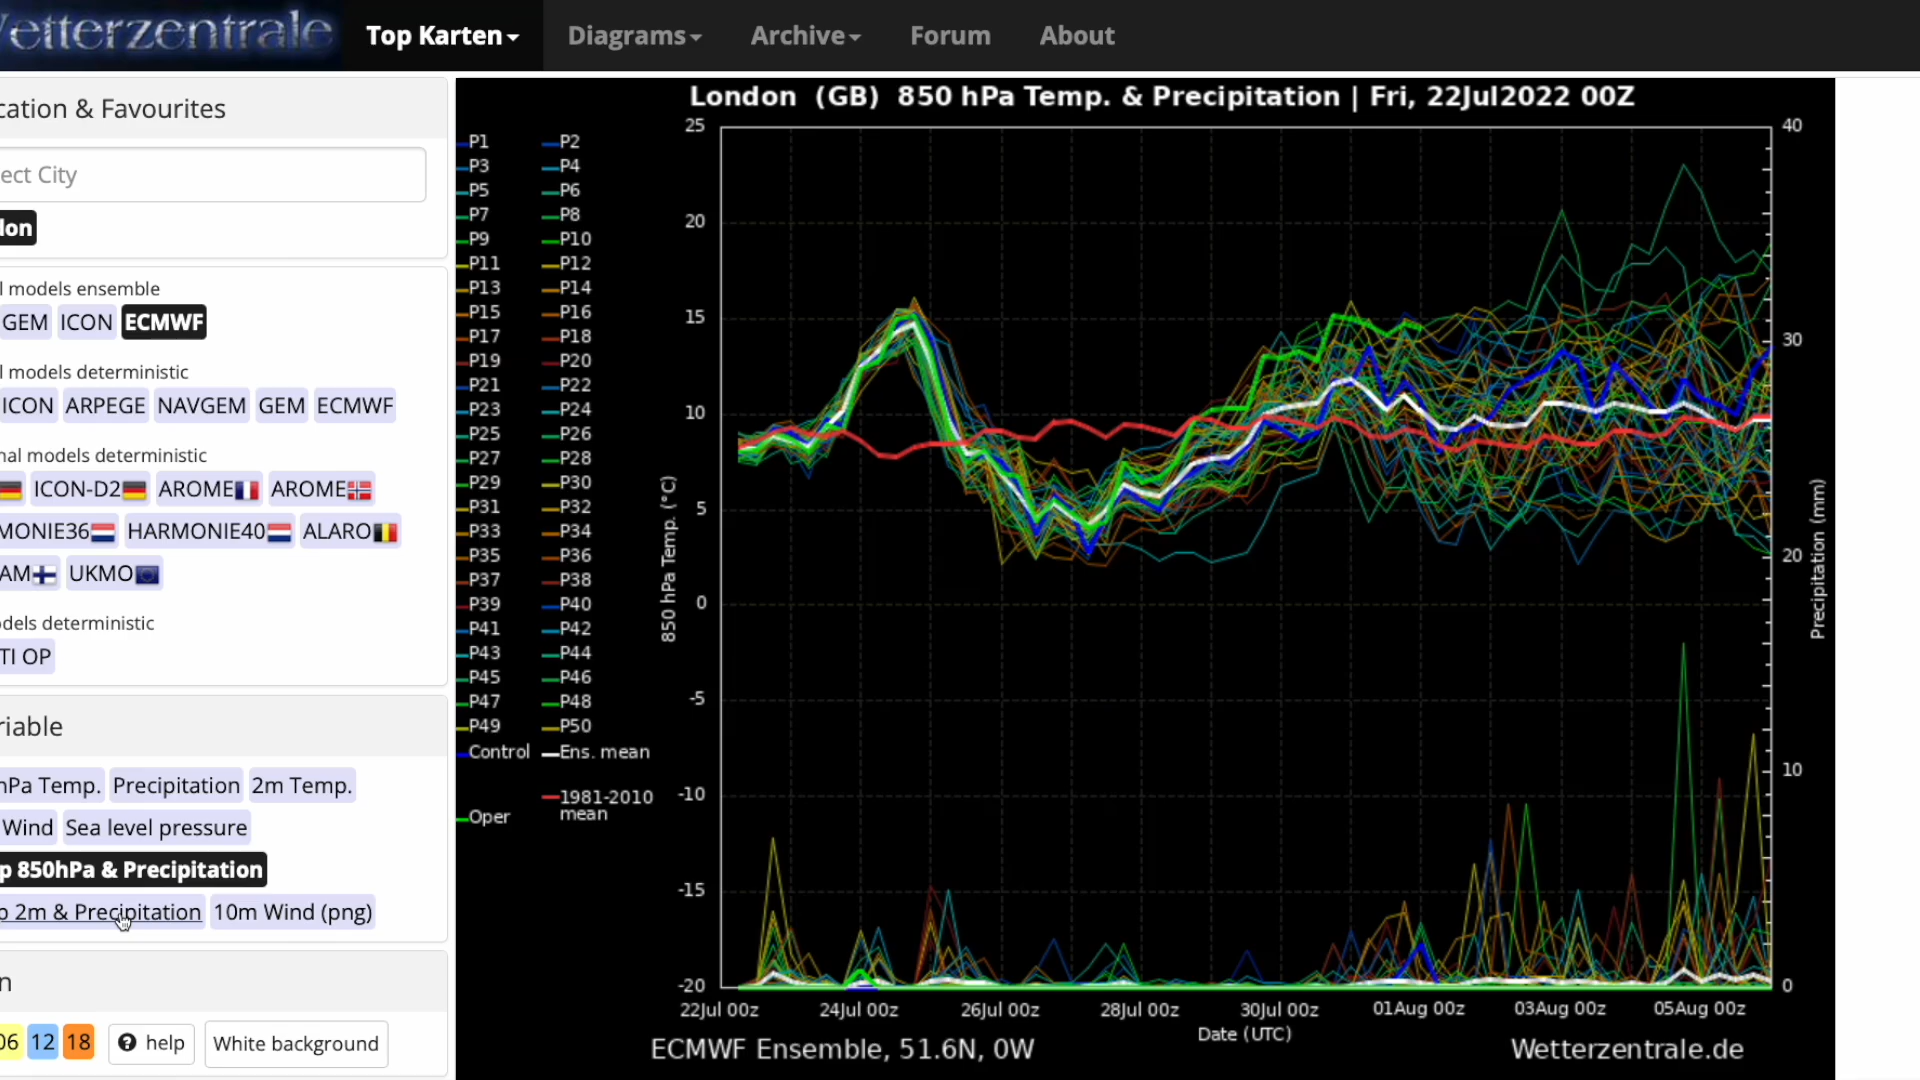 Wetterzentrale
Top Karten
Diagrams
Archive
Forum
About
cation & Favourites
ect City
lon
l models ensemble
GEM ICON ECMWF
l models deterministic
ICON ARPEGE NAVGEM GEM ECMWF
nal models deterministic
ICON-D2 AROME AROME
MONIE36 HARMONIE40 ALARO
AM UKMO
odels deterministic
TI OP
riable
hPa Temp. Precipitation 2m Temp.
Wind Sea level pressure
p 850hPa & Precipitation
p 2m & Precipitation 10m Wind (png)
n
06 12 18 help White background
London (GB) 850 hPa Temp. & Precipitation | Fri, 22Jul2022 00Z
P1 P2
P3 P4
P5 P6
P7 P8
P9 P10
P11 P12
P13 P14
P15 P16
P17 P18
P19 P20
P21 P22
P23 P24
P25 P26
P27 P28
P29 P30
P31 P32
P33 P34
P35 P36
P37 P38
P39 P40
P41 P42
P43 P44
P45 P46
P47 P48
P49 P50
Control Ens. mean
Oper 1981-2010
mean
850 hPa Temp. (°C)
25
20
15
10
5
0
-5
-10
-15
-20
40
30
20
10
0
Precipitation (mm)
22Jul 00z 24Jul 00z 26Jul 00z 28Jul 00z 30Jul 00z 01Aug 00z 03Aug 00z 05Aug 00z
Date (UTC)
ECMWF Ensemble, 51.6N, 0W
Wetterzentrale.de